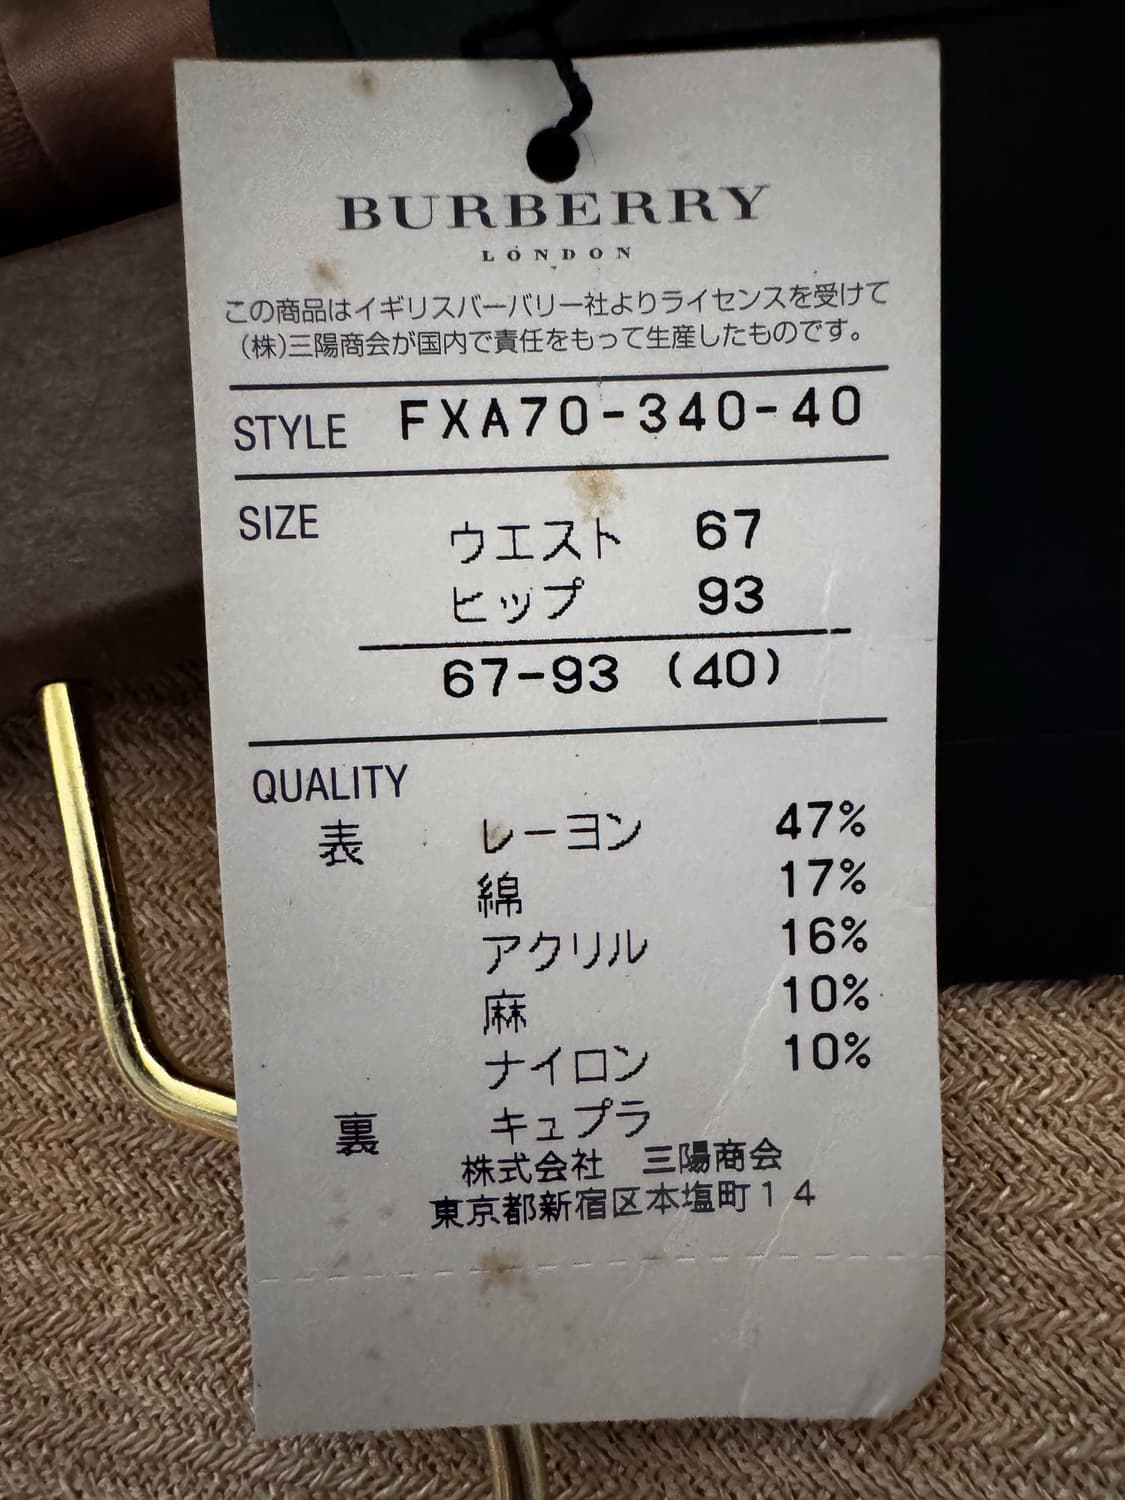 BURBERRY
LONDON
この商品はイギリスバーバリー社よりライセンスを受けて
(株)三陽商会が国内で責任をもって生産したものです。
STYLE FXA70-340-40
SIZE ウエスト 67
ヒップ 93
67-93 (40)
QUALITY
表 レーヨン 47%
綿 17%
アクリル 16%
麻 10%
ナイロン 10%
裏 キュプラ
株式会社 三陽商会
東京都新宿区本塩町14